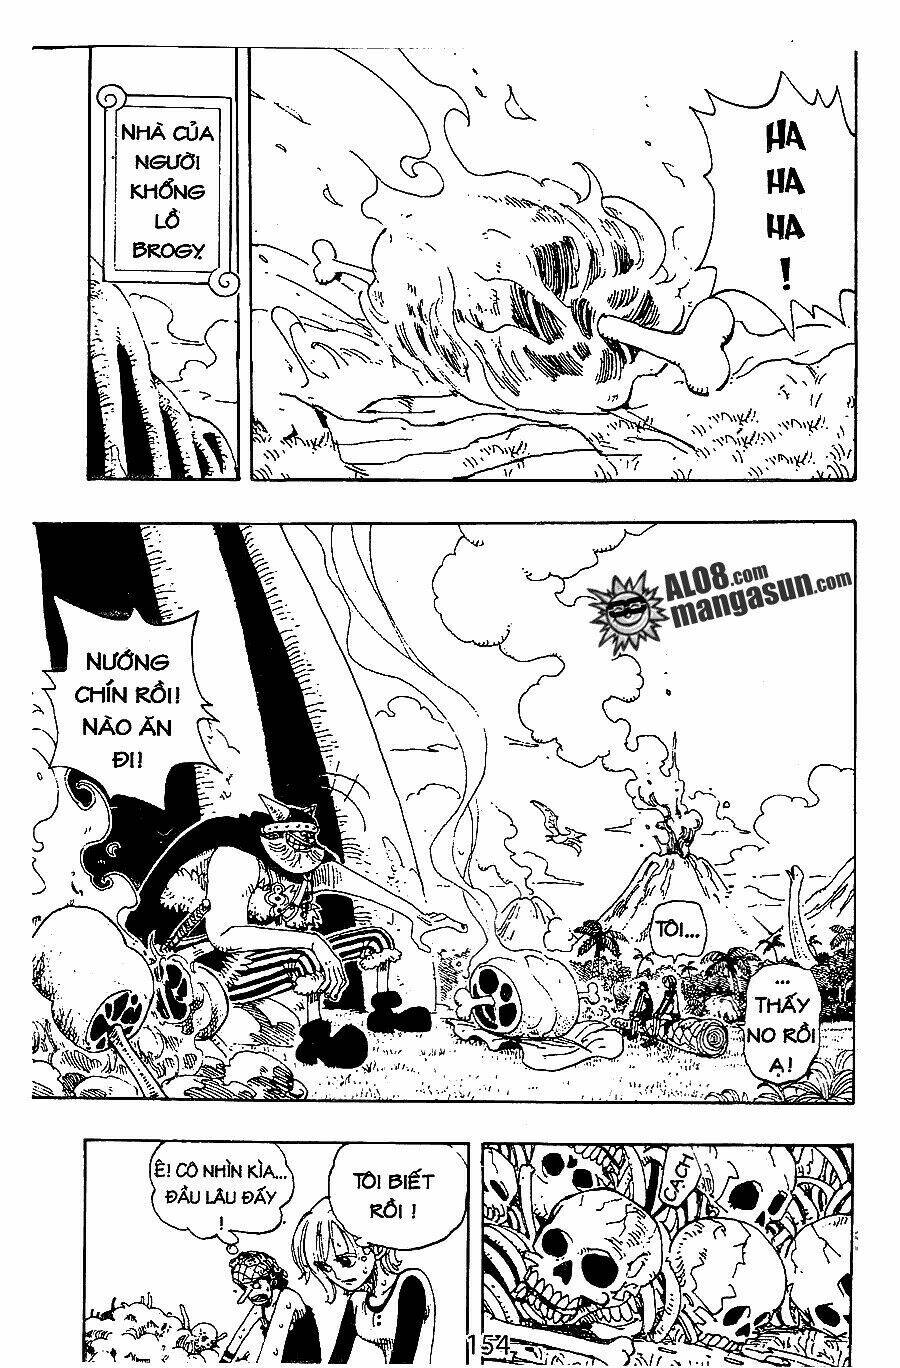 HA
HA
HA
!
NHÀ CỦA
NGƯỜI
KHỔNG
LỒ
BROGY.
AL08.com
mangasun.com
NƯỚNG
CHÍN RỒI!
NÀO ĂN
ĐI!
TÔI...
...
THẤY
NO RỒI
Ạ!
Ê! CÔ NHÌN KÌA...
ĐẦU LÂU ĐẤY
!
TÔI BIẾT
RỒI !
CẠCH
154